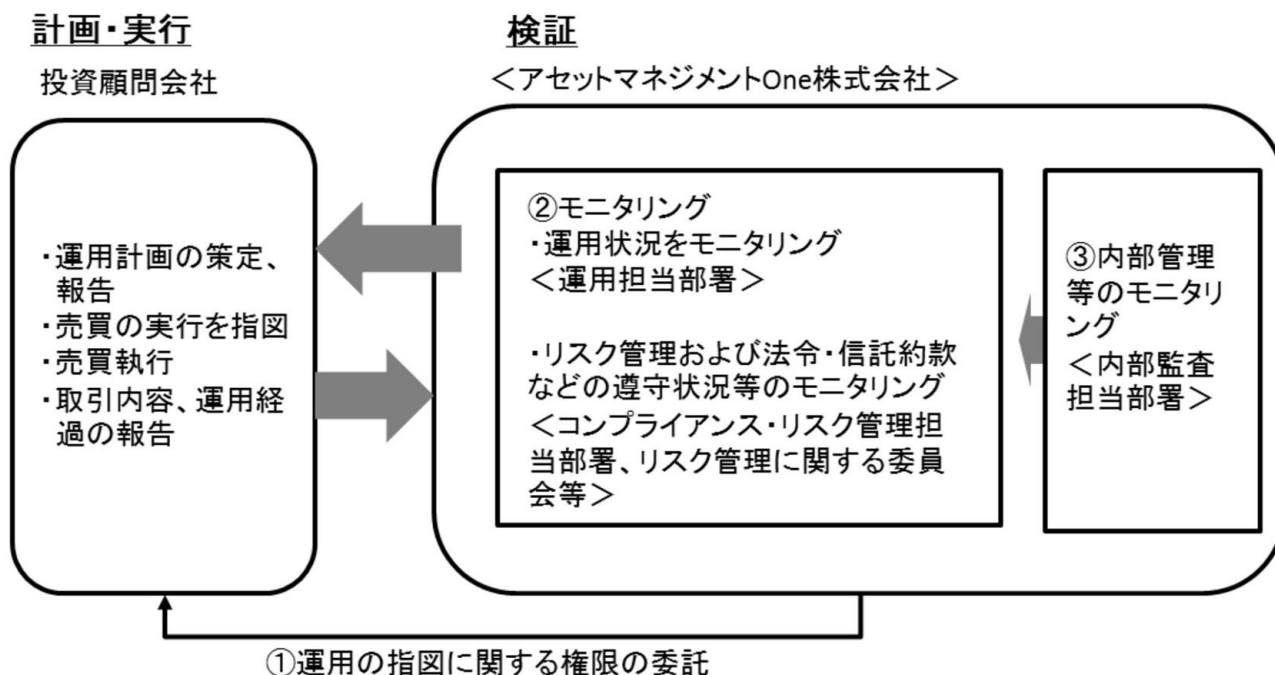 計画・実行
投資顧問会社
・運用計画の策定、
報告
・売買の実行を指図
・売買執行
・取引内容、運用経
過の報告
検証
＜アセットマネジメントOne株式会社＞
②モニタリング
・運用状況をモニタリング
＜運用担当部署＞
・リスク管理および法令・信託約款
などの遵守状況等のモニタリング
＜コンプライアンス・リスク管理担
当部署、リスク管理に関する委員
会等＞
③内部管理
等のモニタリ
ング
＜内部監査
担当部署＞
①運用の指図に関する権限の委託